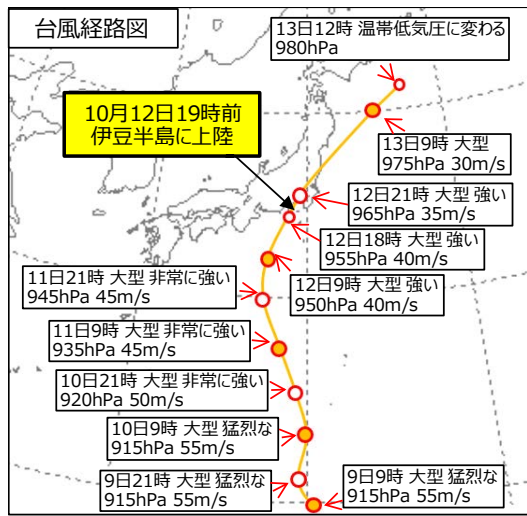 台風経路図
13日12時 温帯低気圧に変わる
980hPa
10月12日19時前
伊豆半島に上陸
13日9時 大型
975hPa 30m/s
12日21時 大型 強い
965hPa 35m/s
12日18時 大型 強い
955hPa 40m/s
11日21時 大型 非常に強い
945hPa 45m/s
12日9時 大型 強い
950hPa 40m/s
11日9時 大型 非常に強い
935hPa 45m/s
10日21時 大型 非常に強い
920hPa 50m/s
10日9時 大型 猛烈な
915hPa 55m/s
9日21時 大型 猛烈な
915hPa 55m/s
9日9時 大型 猛烈な
915hPa 55m/s